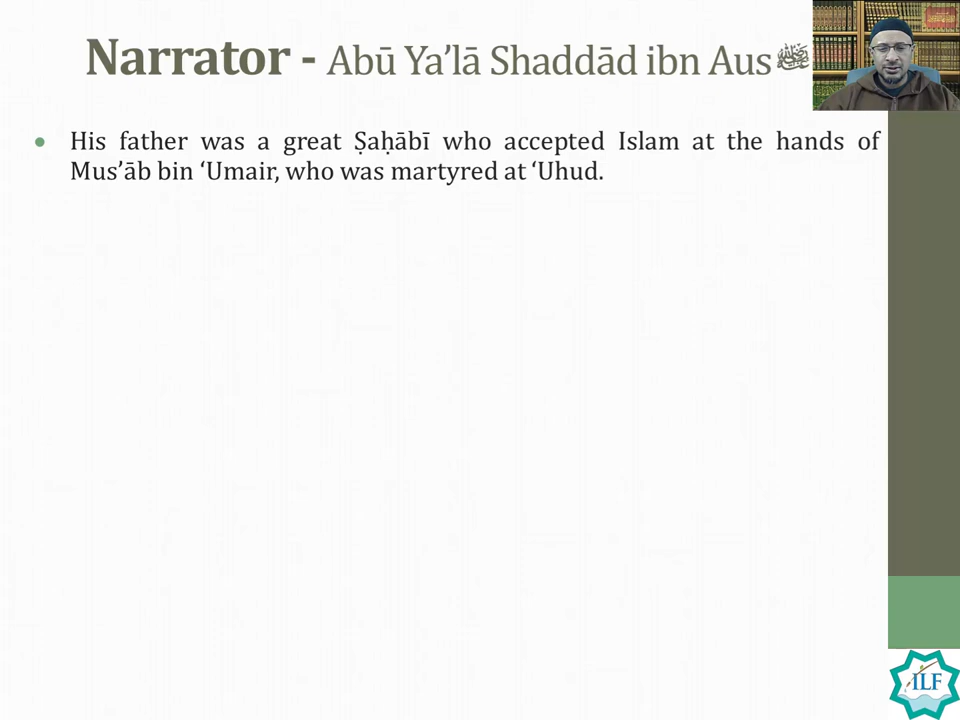 Narrator - Abū Ya’lā Shaddād ibn Aus
His father was a great Ṣaḥābī who accepted Islam at the hands of
Mus’āb bin ‘Umair, who was martyred at ‘Uhud.
ILF